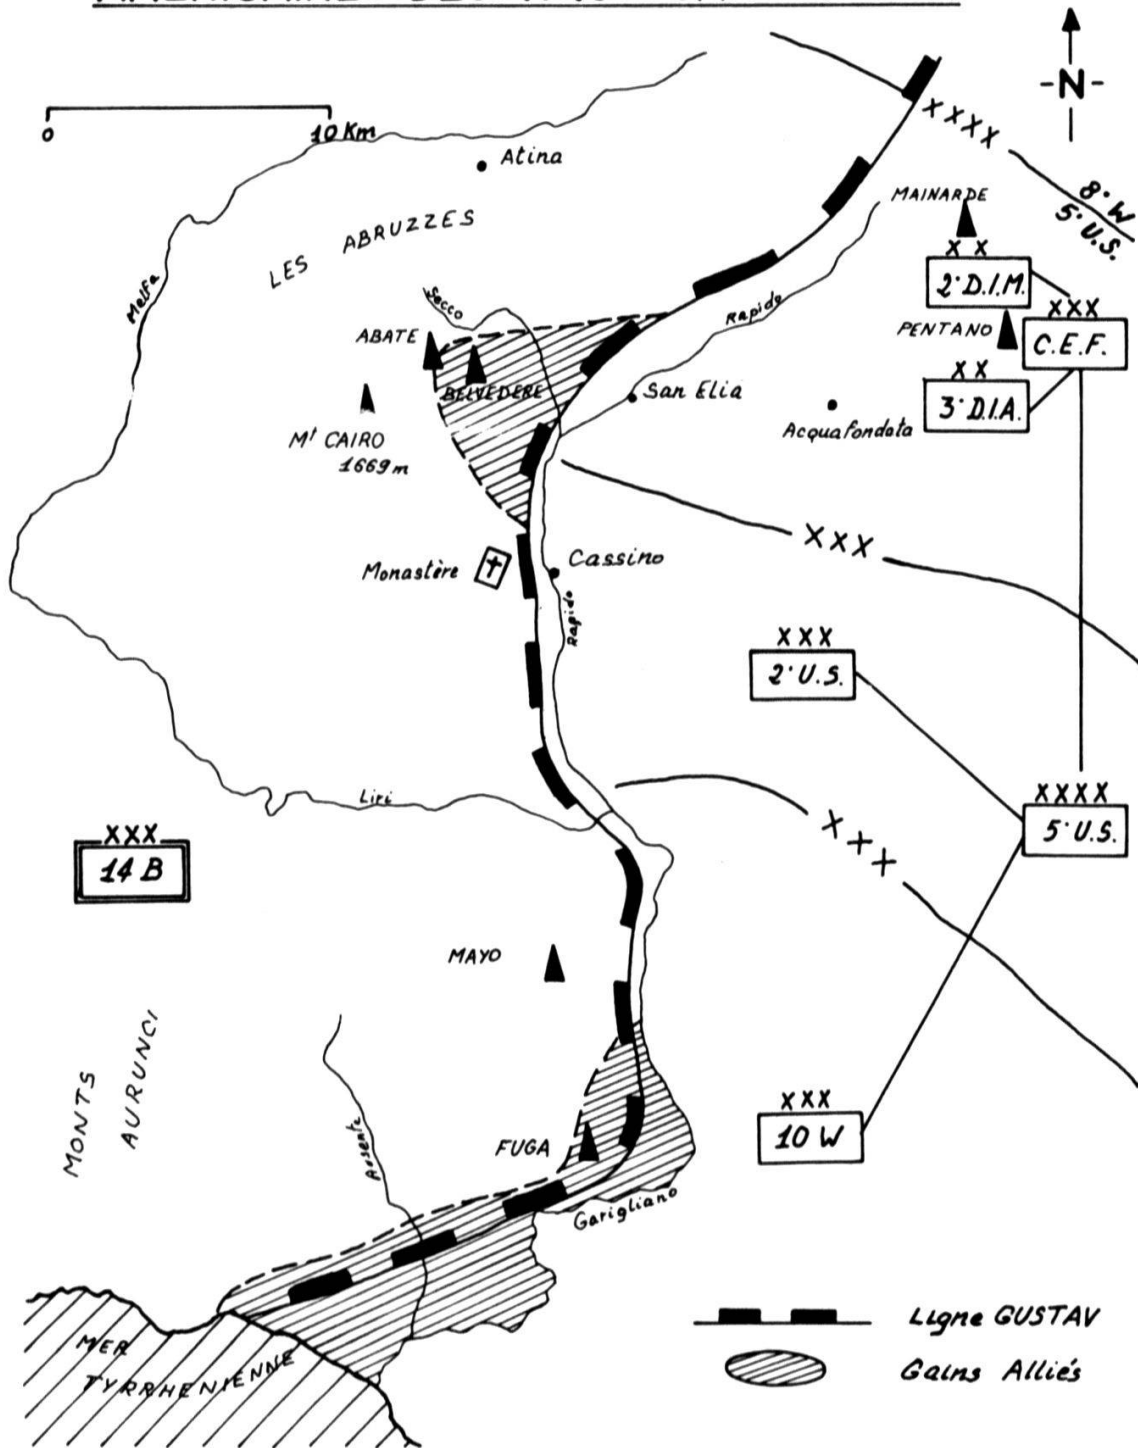 0 10 Km
N
Atina
LES ABRUZZES
Melfa
Secco
ABATE
BELVEDERE
Mt CAIRO
1669 m
Rapido
San Elia
Acquafondata
MAINARDE
XXXX
8° W
5° U.S.
XX
2° D.I.M.
PENTANO
XXX
C.E.F.
XX
3° D.I.A.
XXX
Monastère
Cassino
Rapido
XXX
2° U.S.
Liri
XXX
14 B
XXX
XXXX
5° U.S.
MAYO
MONTS
AURUNCI
Ausente
FUGA
XXX
10 W
Garigliano
MER
TYRRHENIENNE
Ligne GUSTAV
Gains Alliés